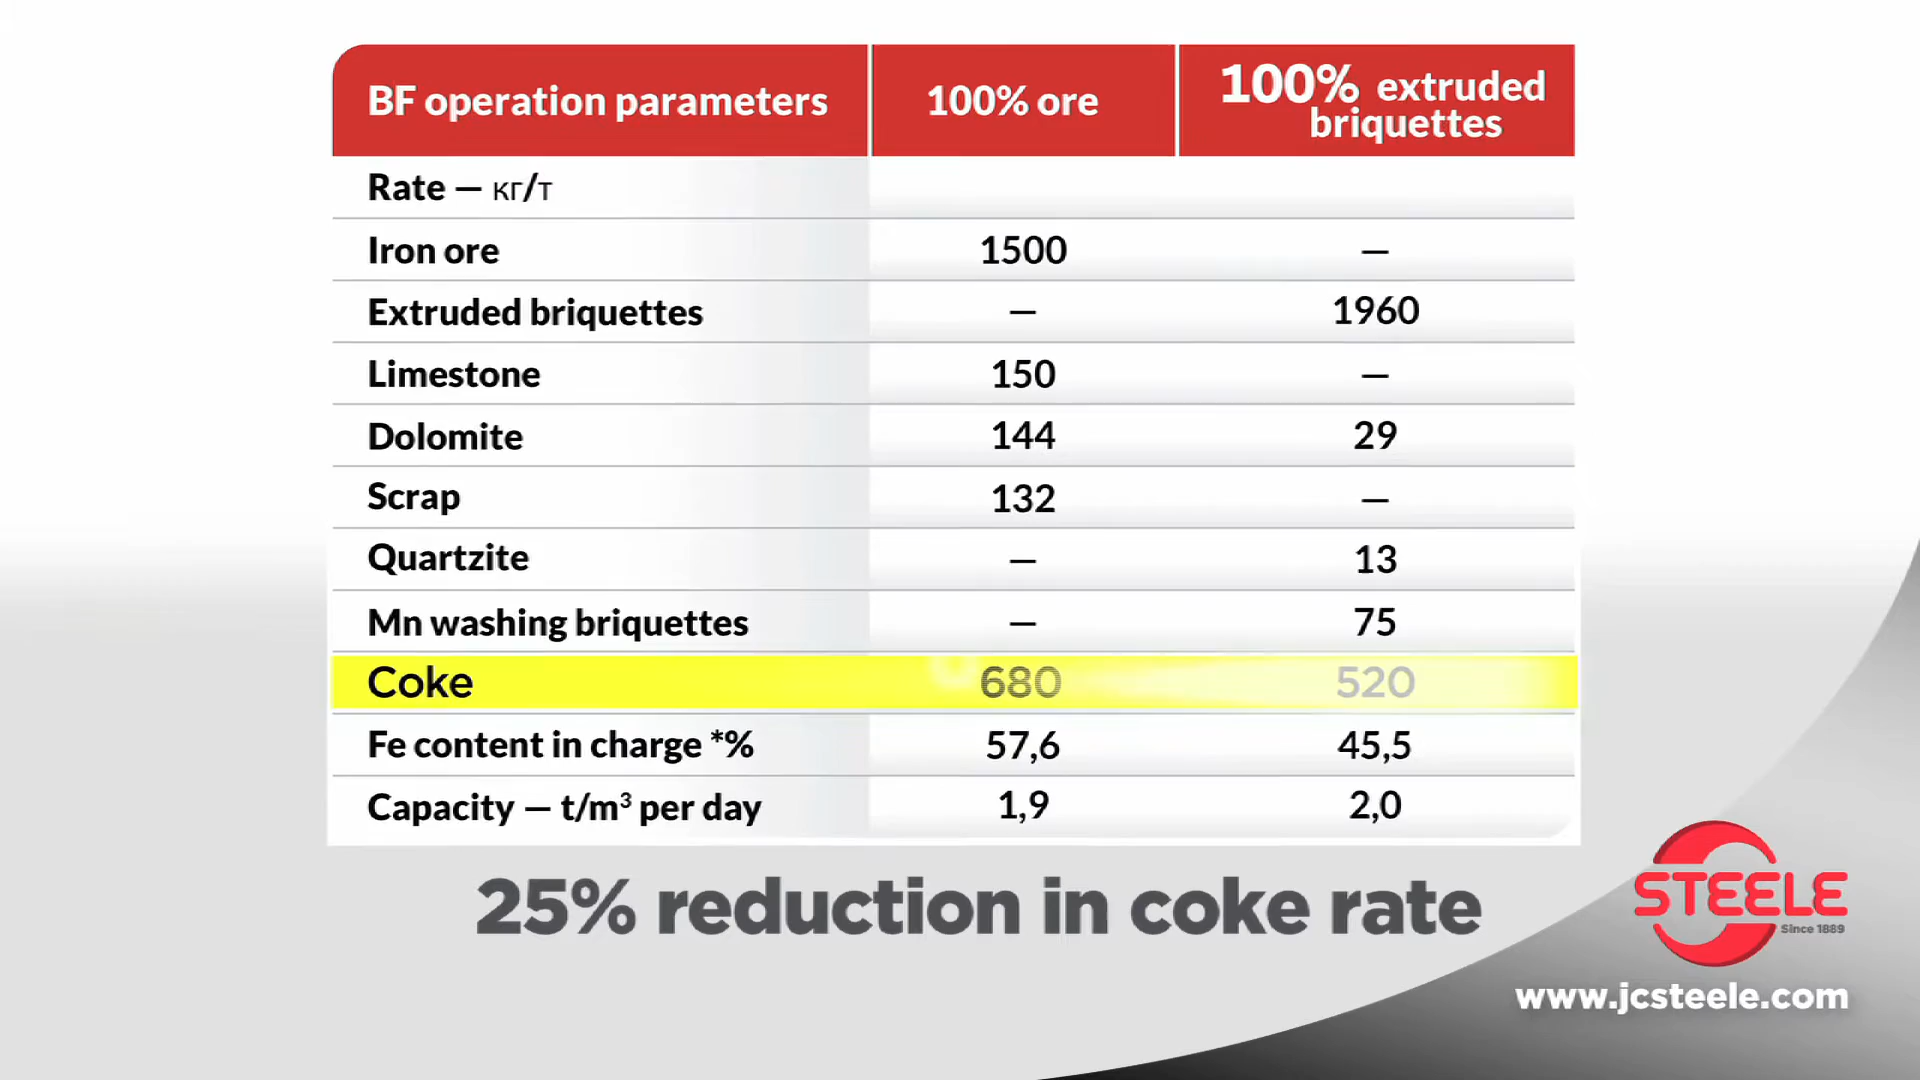 BF operation parameters 100% ore 100% extruded briquettes
Rate — кг/т
Iron ore 1500 —
Extruded briquettes — 1960
Limestone 150 —
Dolomite 144 29
Scrap 132 —
Quartzite — 13
Mn washing briquettes — 75
Coke 680 520
Fe content in charge *% 57,6 45,5
Capacity — t/m³ per day 1,9 2,0
25% reduction in coke rate
STEELE
Since 1889
www.jcsteele.com